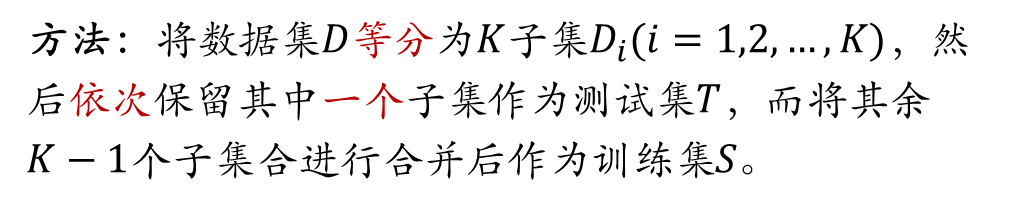 方法：将数据集D等分为K子集Dᵢ(i = 1,2, … , K)，然
后依次保留其中一个子集作为测试集T，而将其余
K − 1个子集合进行合并后作为训练集S。